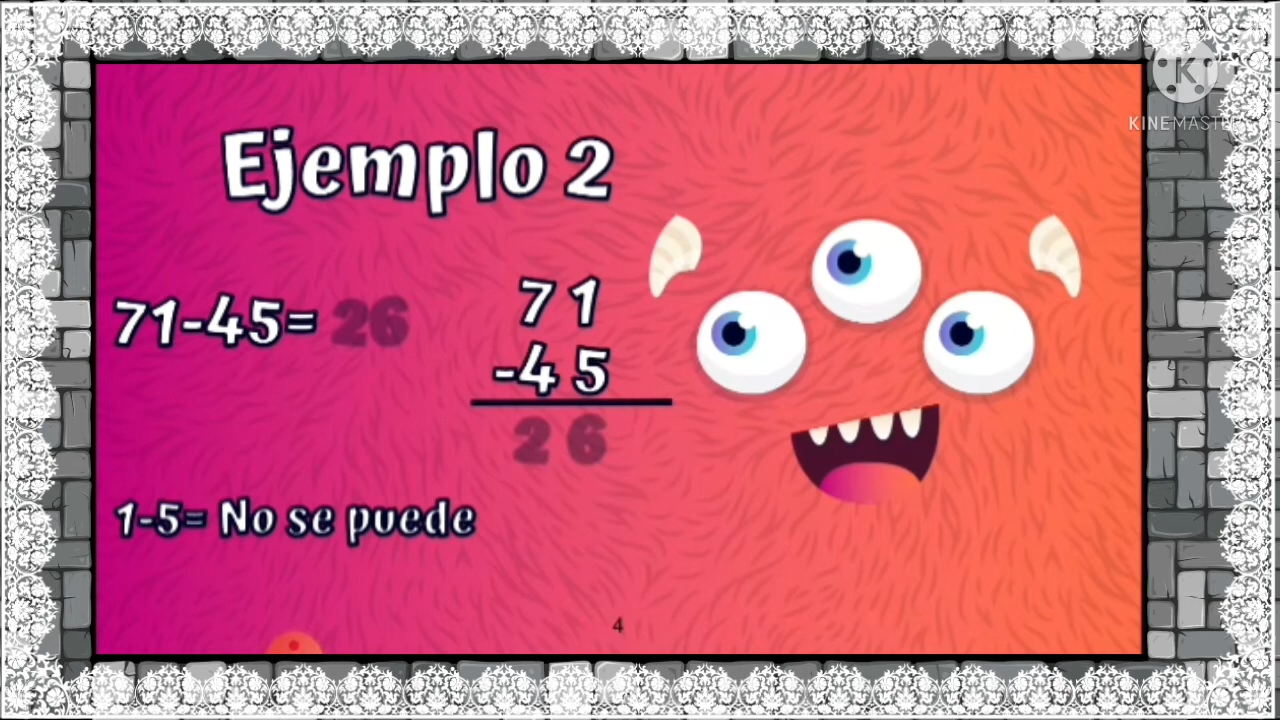 K
KINEMASTER
Ejemplo 2
71-45= 26
7 1
-4 5
2 6
1-5= No se puede
4